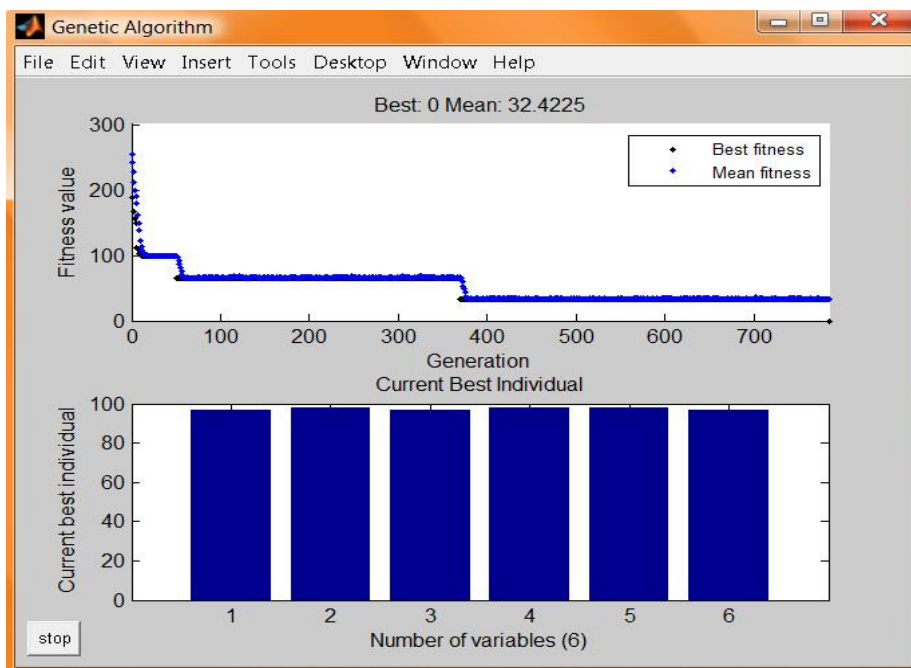 Genetic Algorithm
File Edit View Insert Tools Desktop Window Help
Best: 0 Mean: 32.4225
Fitness value
300
200
100
0
Best fitness
Mean fitness
0 100 200 300 400 500 600 700
Generation
Current Best Individual
Current best individual
100
80
60
40
20
0
1 2 3 4 5 6
Number of variables (6)
stop